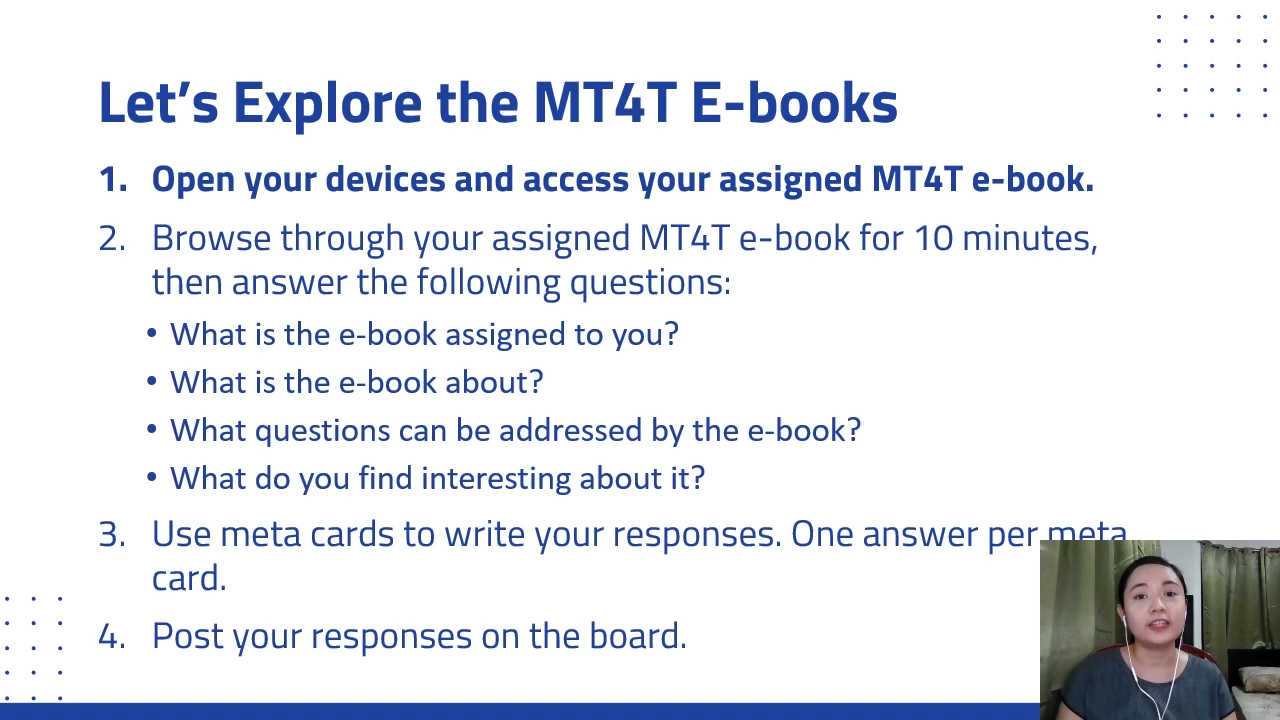 Let’s Explore the MT4T E-books
1. Open your devices and access your assigned MT4T e-book.
2. Browse through your assigned MT4T e-book for 10 minutes,
then answer the following questions:
• What is the e-book assigned to you?
• What is the e-book about?
• What questions can be addressed by the e-book?
• What do you find interesting about it?
3. Use meta cards to write your responses. One answer per meta
card.
4. Post your responses on the board.